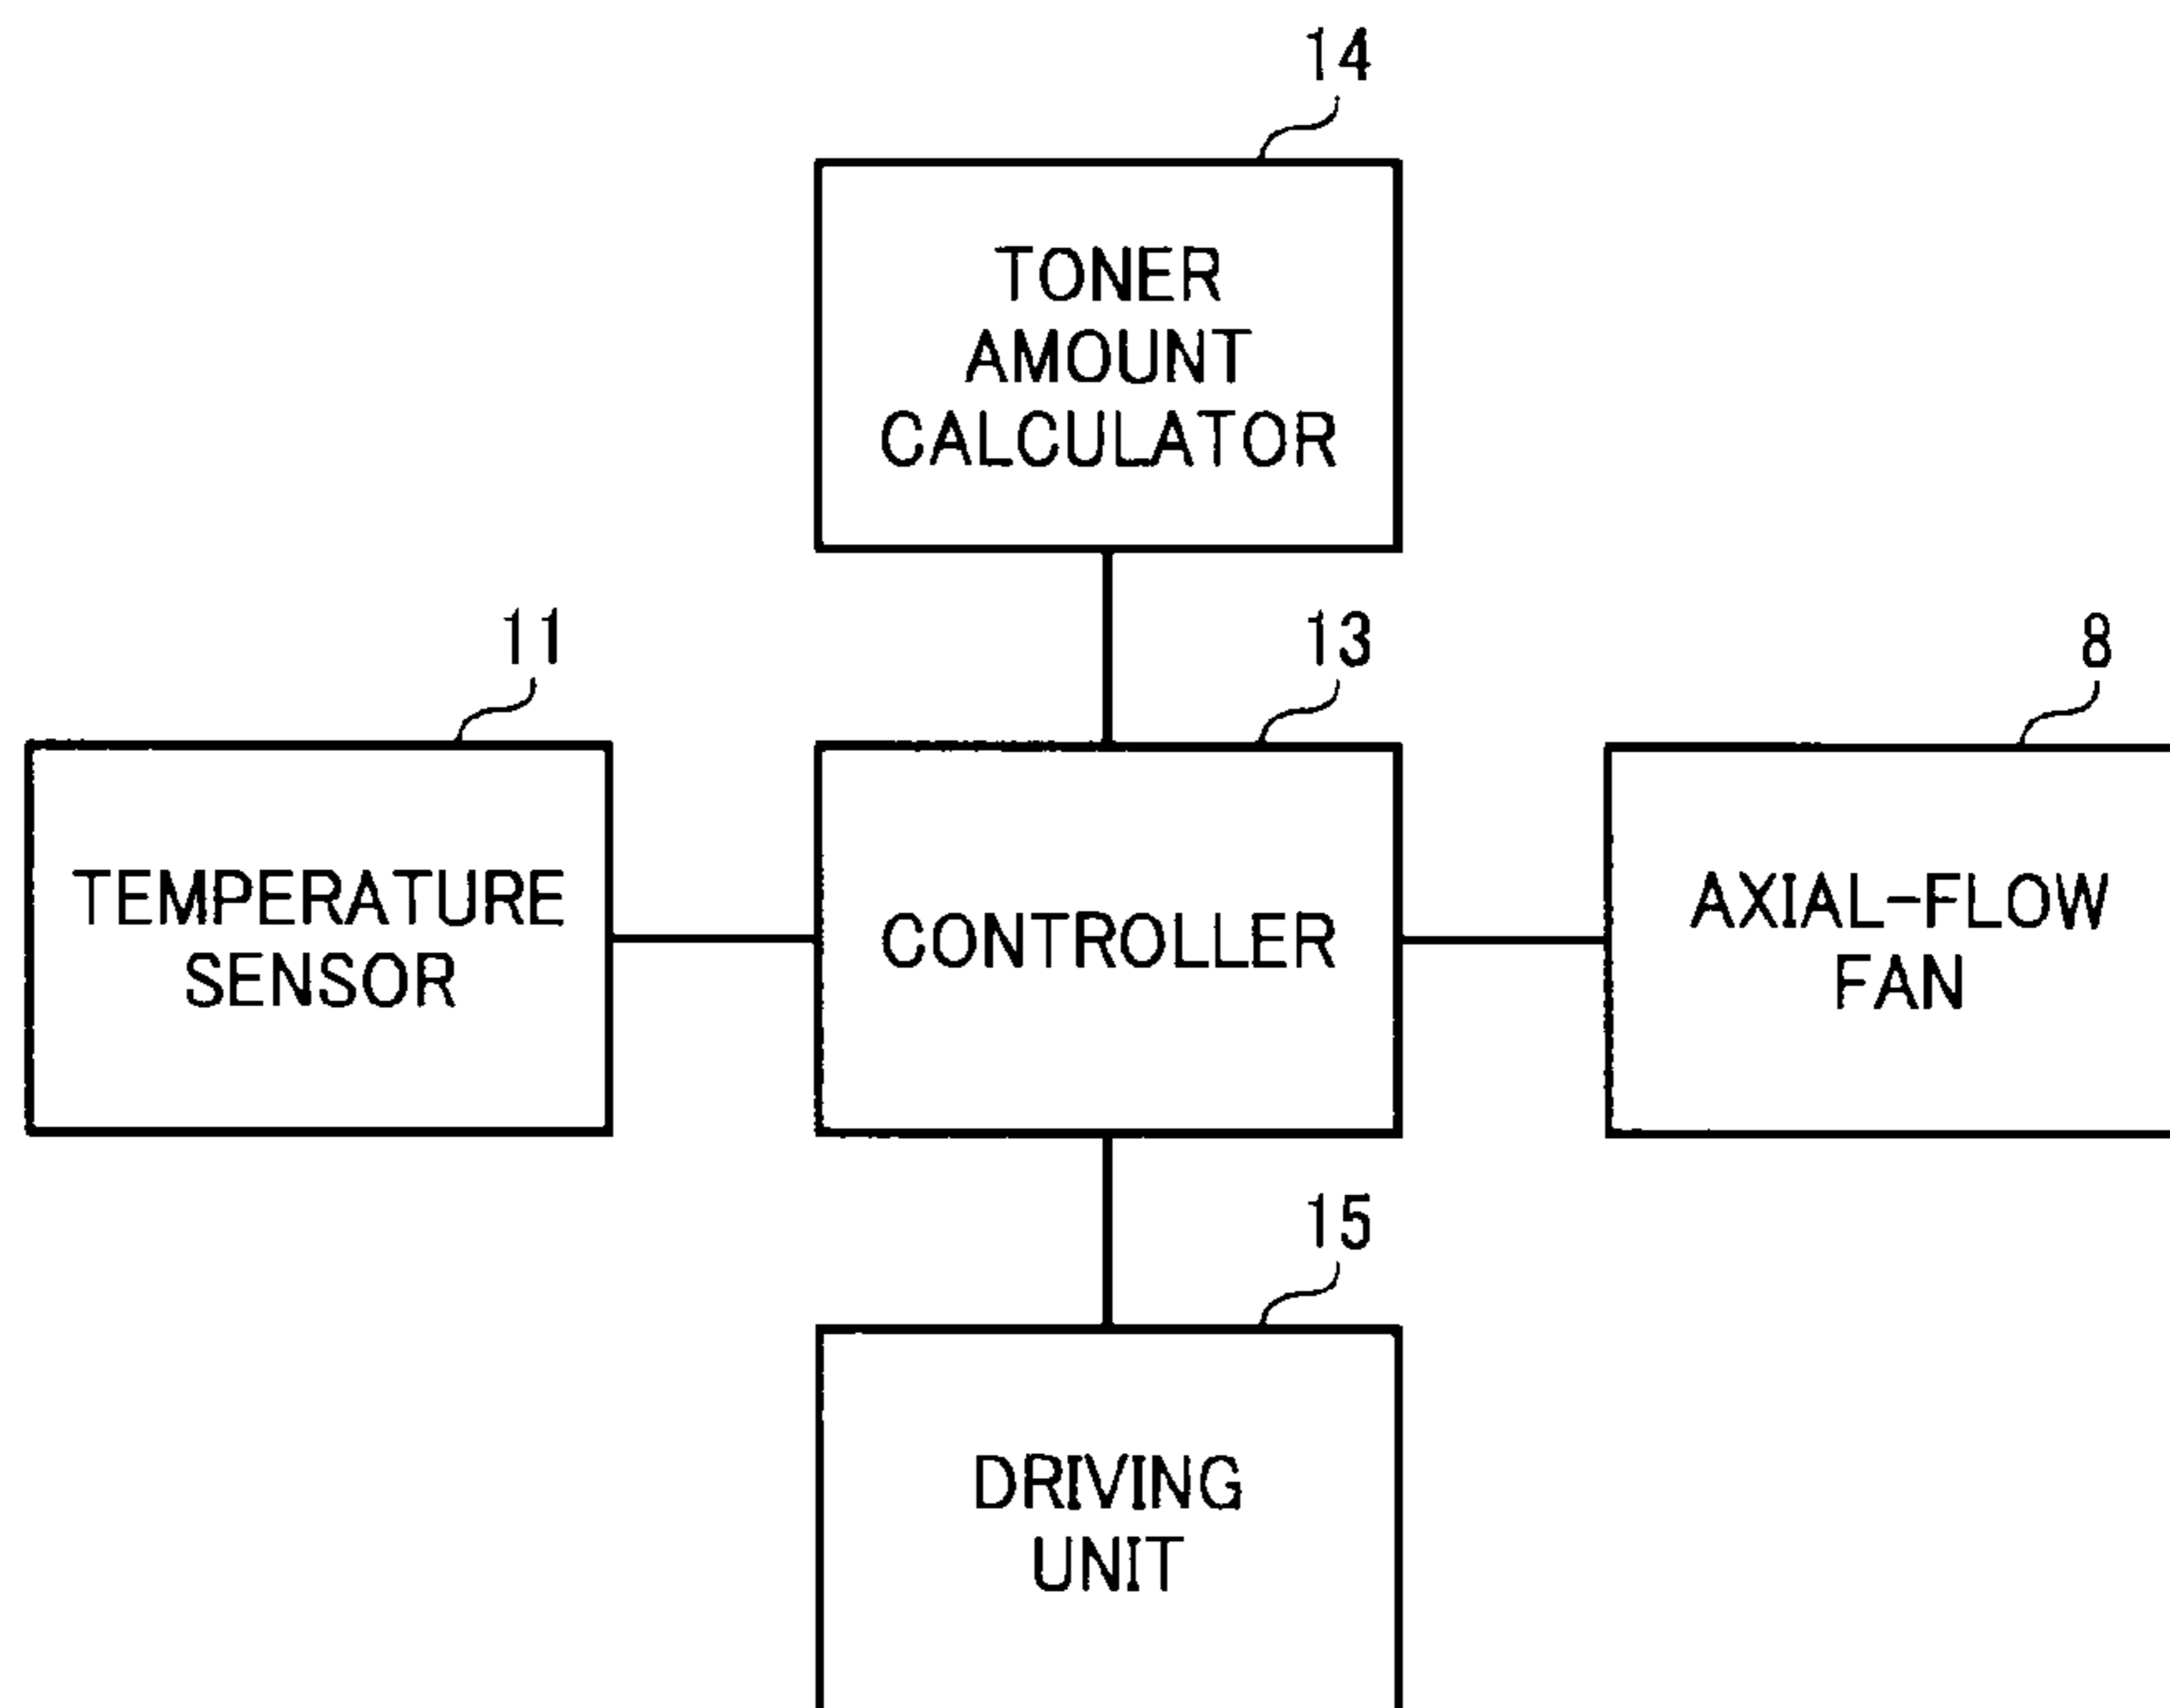 14
TONER
AMOUNT
CALCULATOR
11
TEMPERATURE
SENSOR
13
CONTROLLER
8
AXIAL-FLOW
FAN
15
DRIVING
UNIT